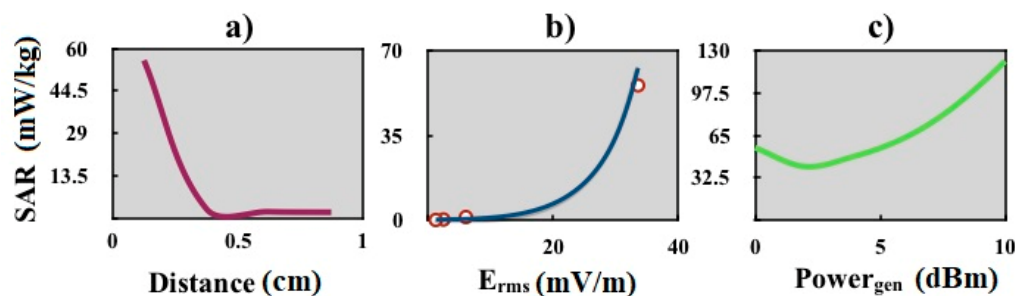 a) b) c)
SAR (mW/kg)
60
44.5
29
13.5
0 0.5 1
Distance (cm)
70
35
0
20 40
Erms (mV/m)
130
97.5
65
32.5
0 5 10
Powergen (dBm)